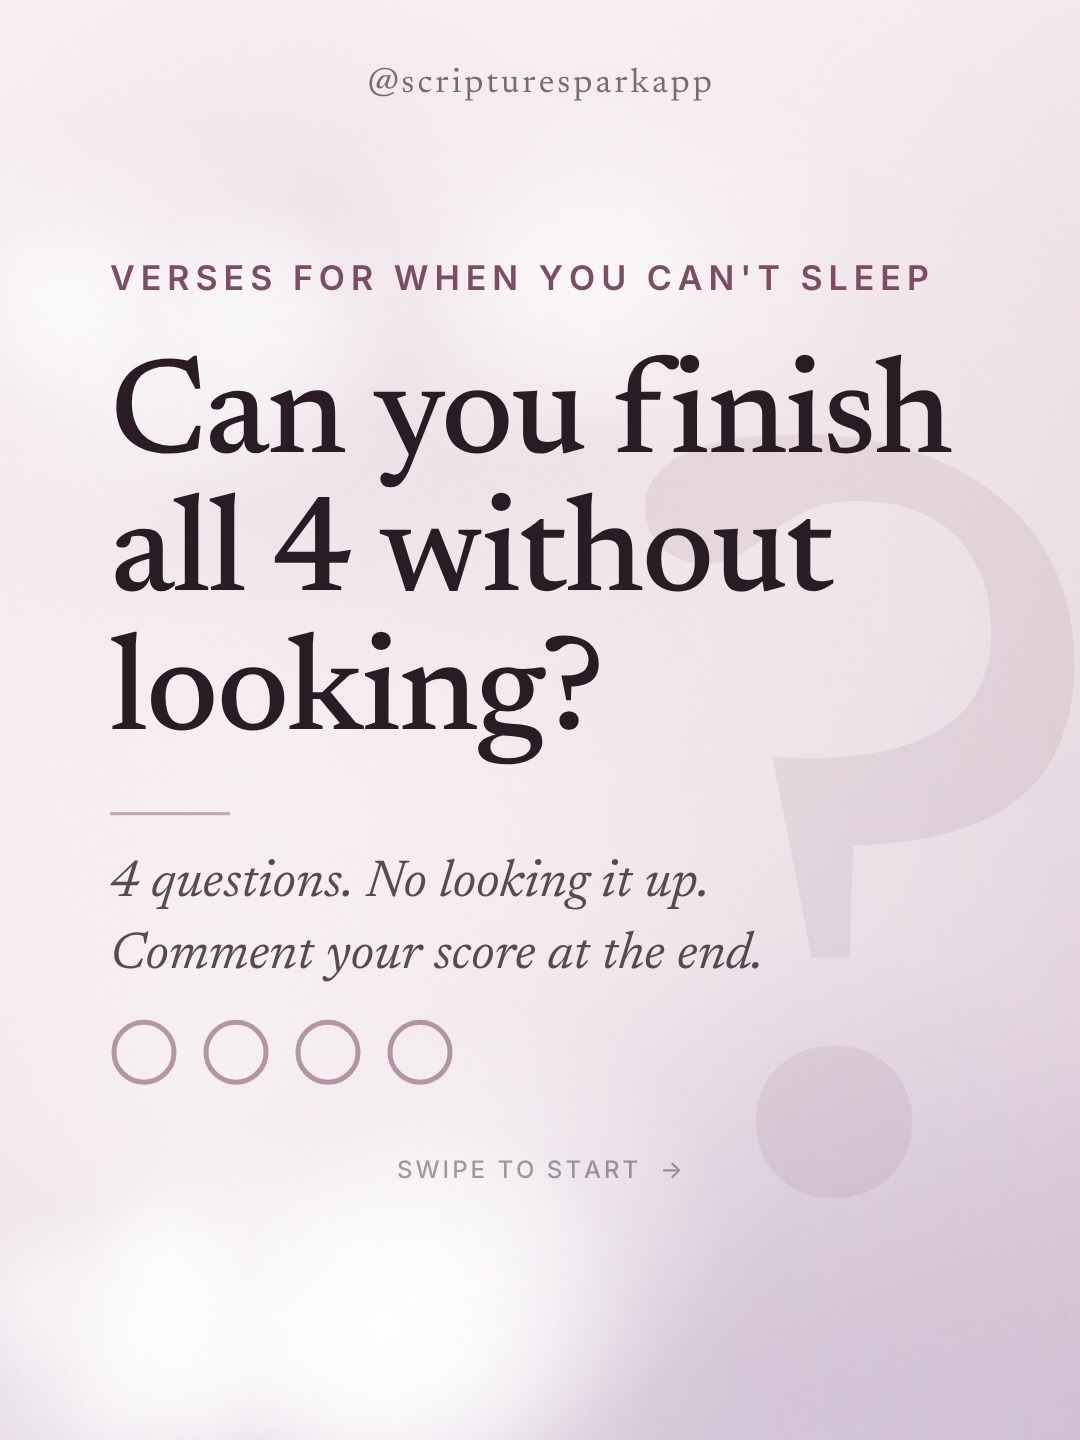 @scripturesparkapp
VERSES FOR WHEN YOU CAN'T SLEEP
Can you finish
all 4 without
looking?
4 questions. No looking it up.
Comment your score at the end.
SWIPE TO START →
?